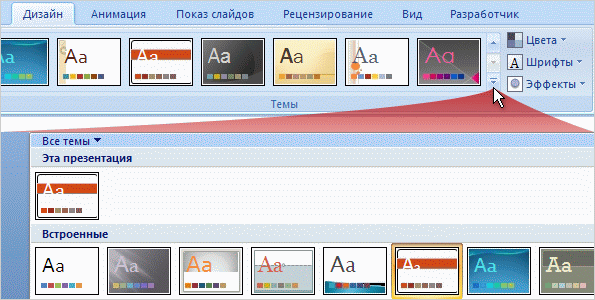 Дизайн Анимация Показ слайдов Рецензирование Вид Разработчик
Aa Aa Aa Aa Aa Aa Aa
Цвета
Шрифты
Эффекты
Темы
Все темы
Эта презентация
Aa
Встроенные
Aa Aa Aa Aa Aa Aa Aa Aa